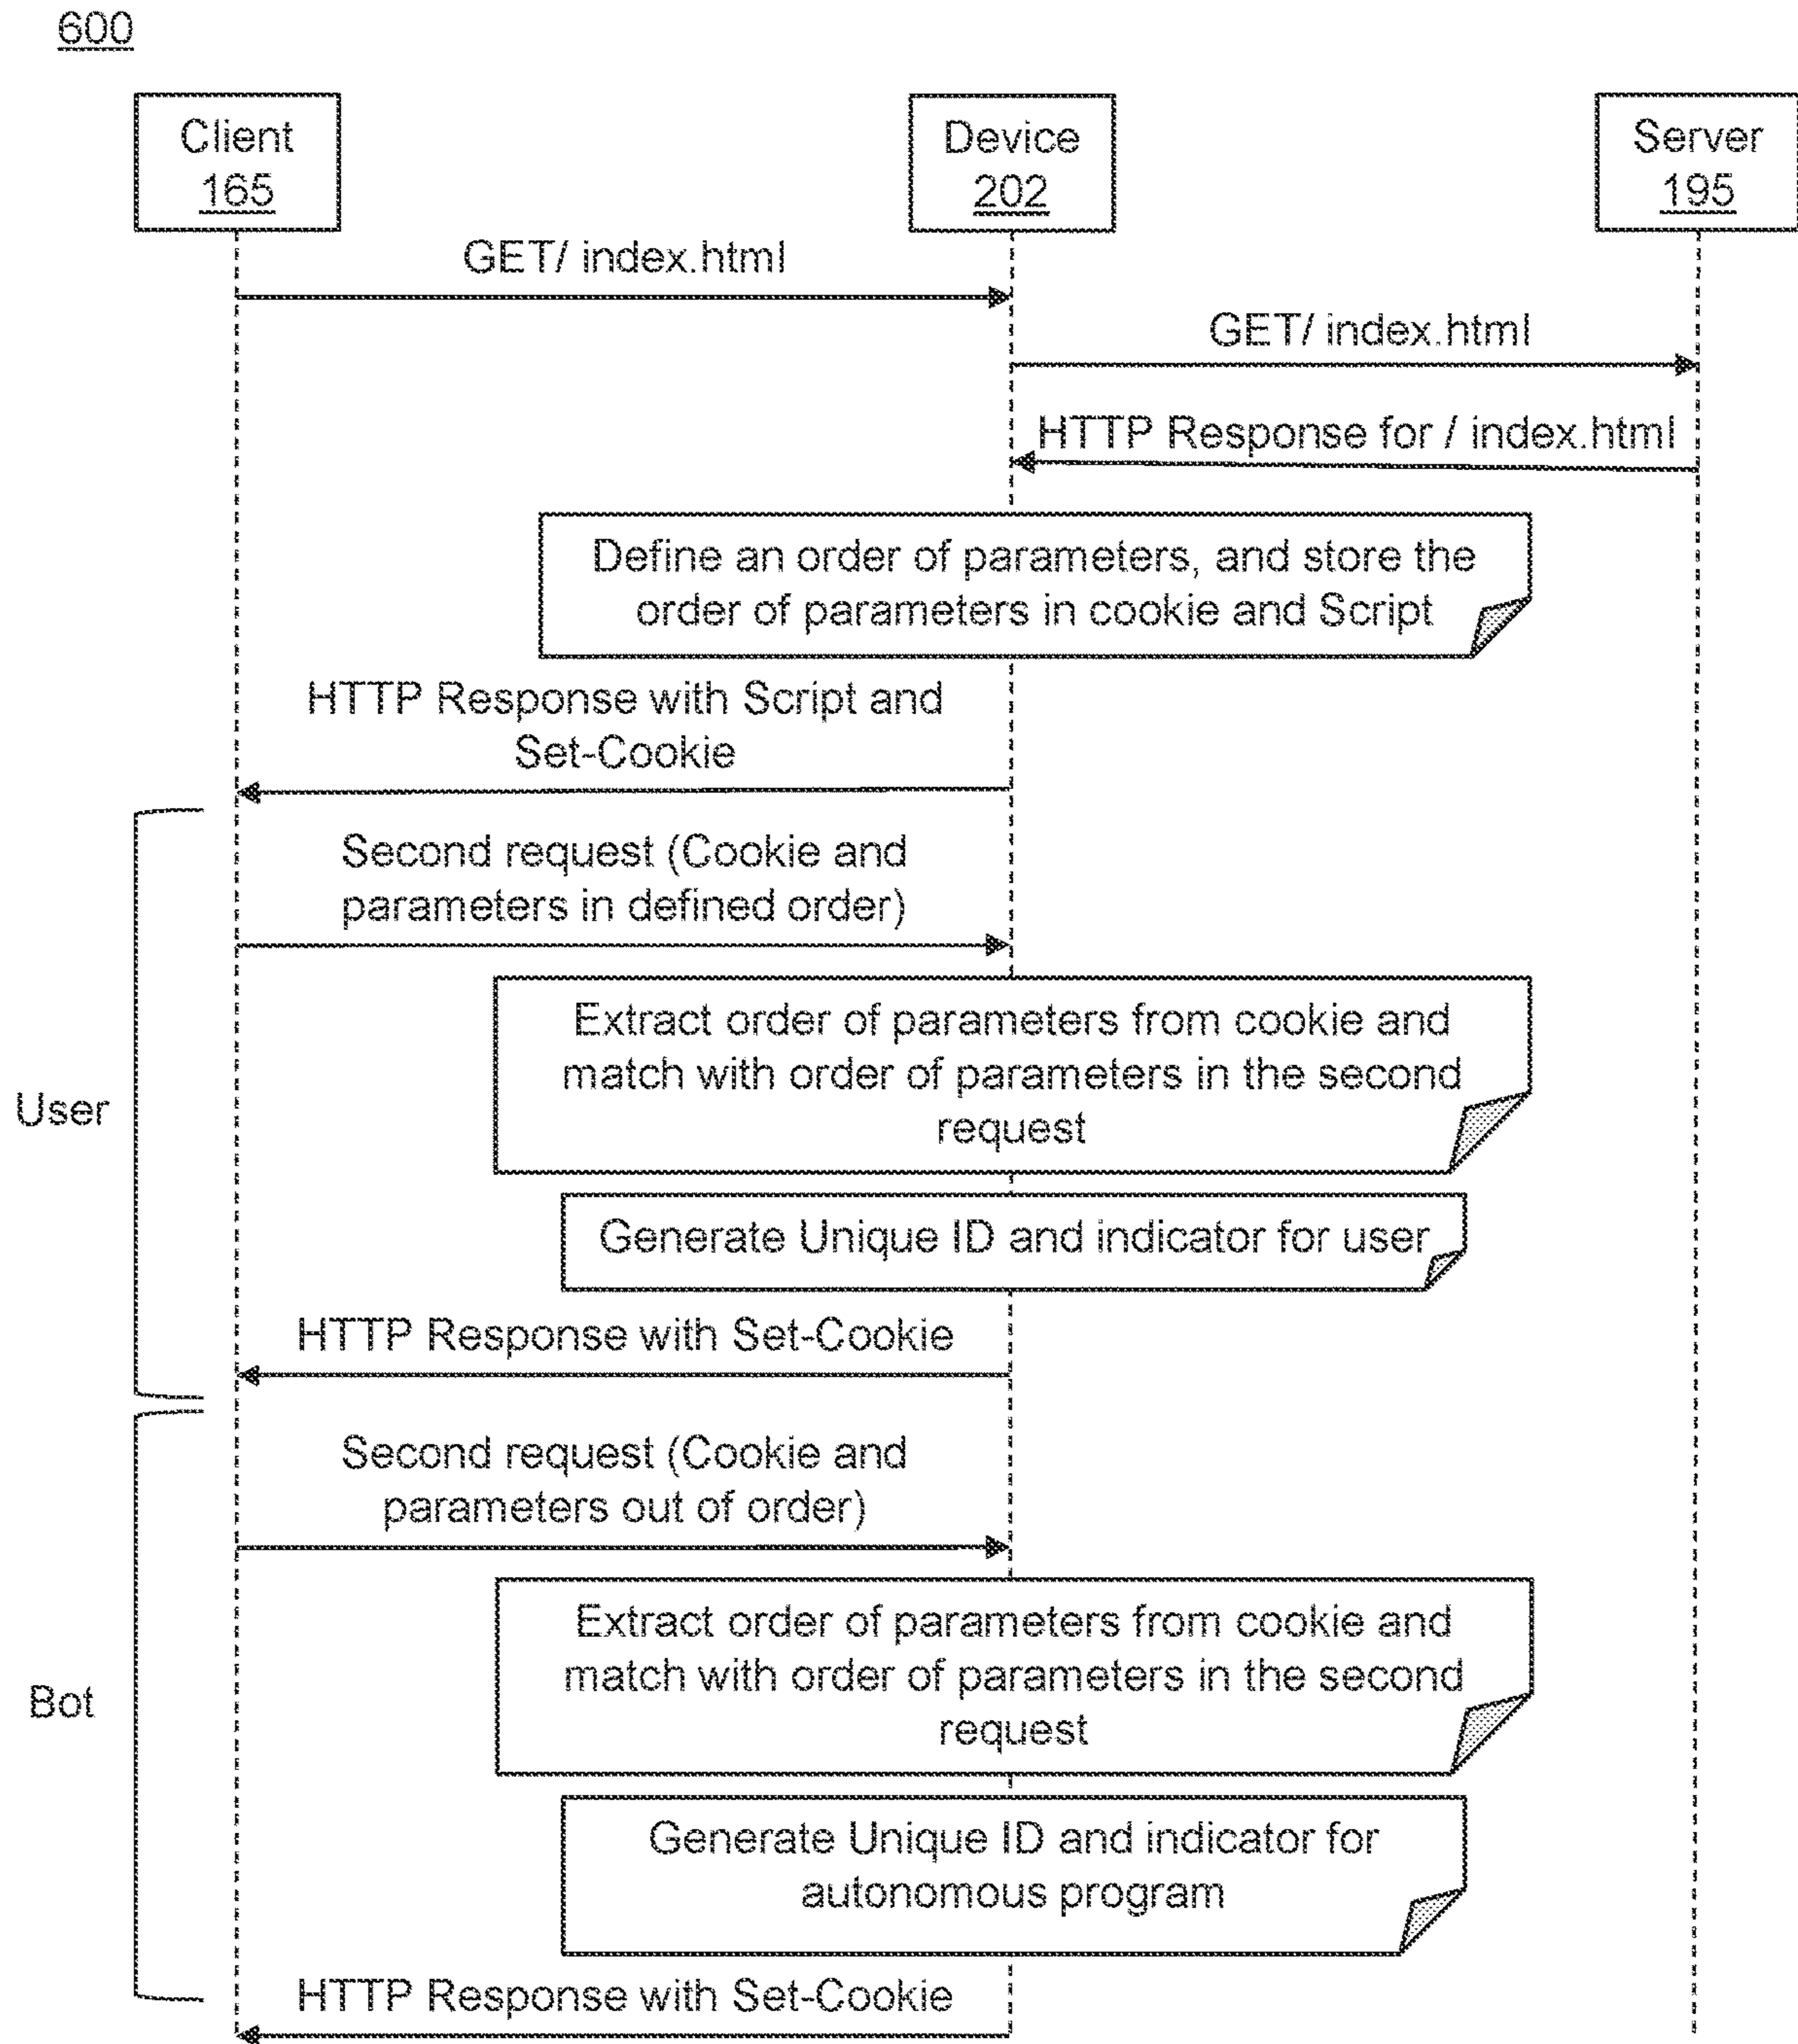 600
Client
165
Device
202
Server
195
GET/ index.html
GET/ index.html
HTTP Response for / index.html
Define an order of parameters, and store the
order of parameters in cookie and Script
HTTP Response with Script and
Set-Cookie
Second request (Cookie and
parameters in defined order)
Extract order of parameters from cookie and
match with order of parameters in the second
request
User
Generate Unique ID and indicator for user
HTTP Response with Set-Cookie
Second request (Cookie and
parameters out of order)
Extract order of parameters from cookie and
match with order of parameters in the second
request
Bot
Generate Unique ID and indicator for
autonomous program
HTTP Response with Set-Cookie